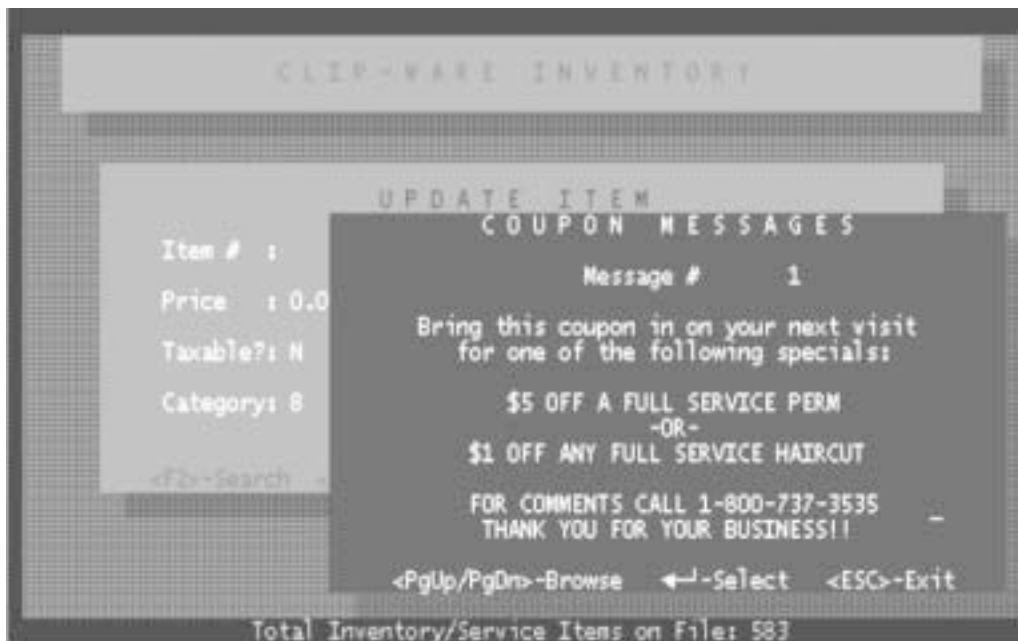 CLIP-WARE INVENTORY
UPDATE ITEM
Item # :
Price : 0.0
Taxable?: N
Category: 8
<F2>-Search
COUPON MESSAGES
Message # 1
Bring this coupon in on your next visit
for one of the following specials:
$5 OFF A FULL SERVICE PERM
-OR-
$1 OFF ANY FULL SERVICE HAIRCUT
FOR COMMENTS CALL 1-800-737-3535
THANK YOU FOR YOUR BUSINESS!!
<PgUp/PgDn>-Browse ◄─┘-Select <ESC>-Exit
Total Inventory/Service Items on File: 583